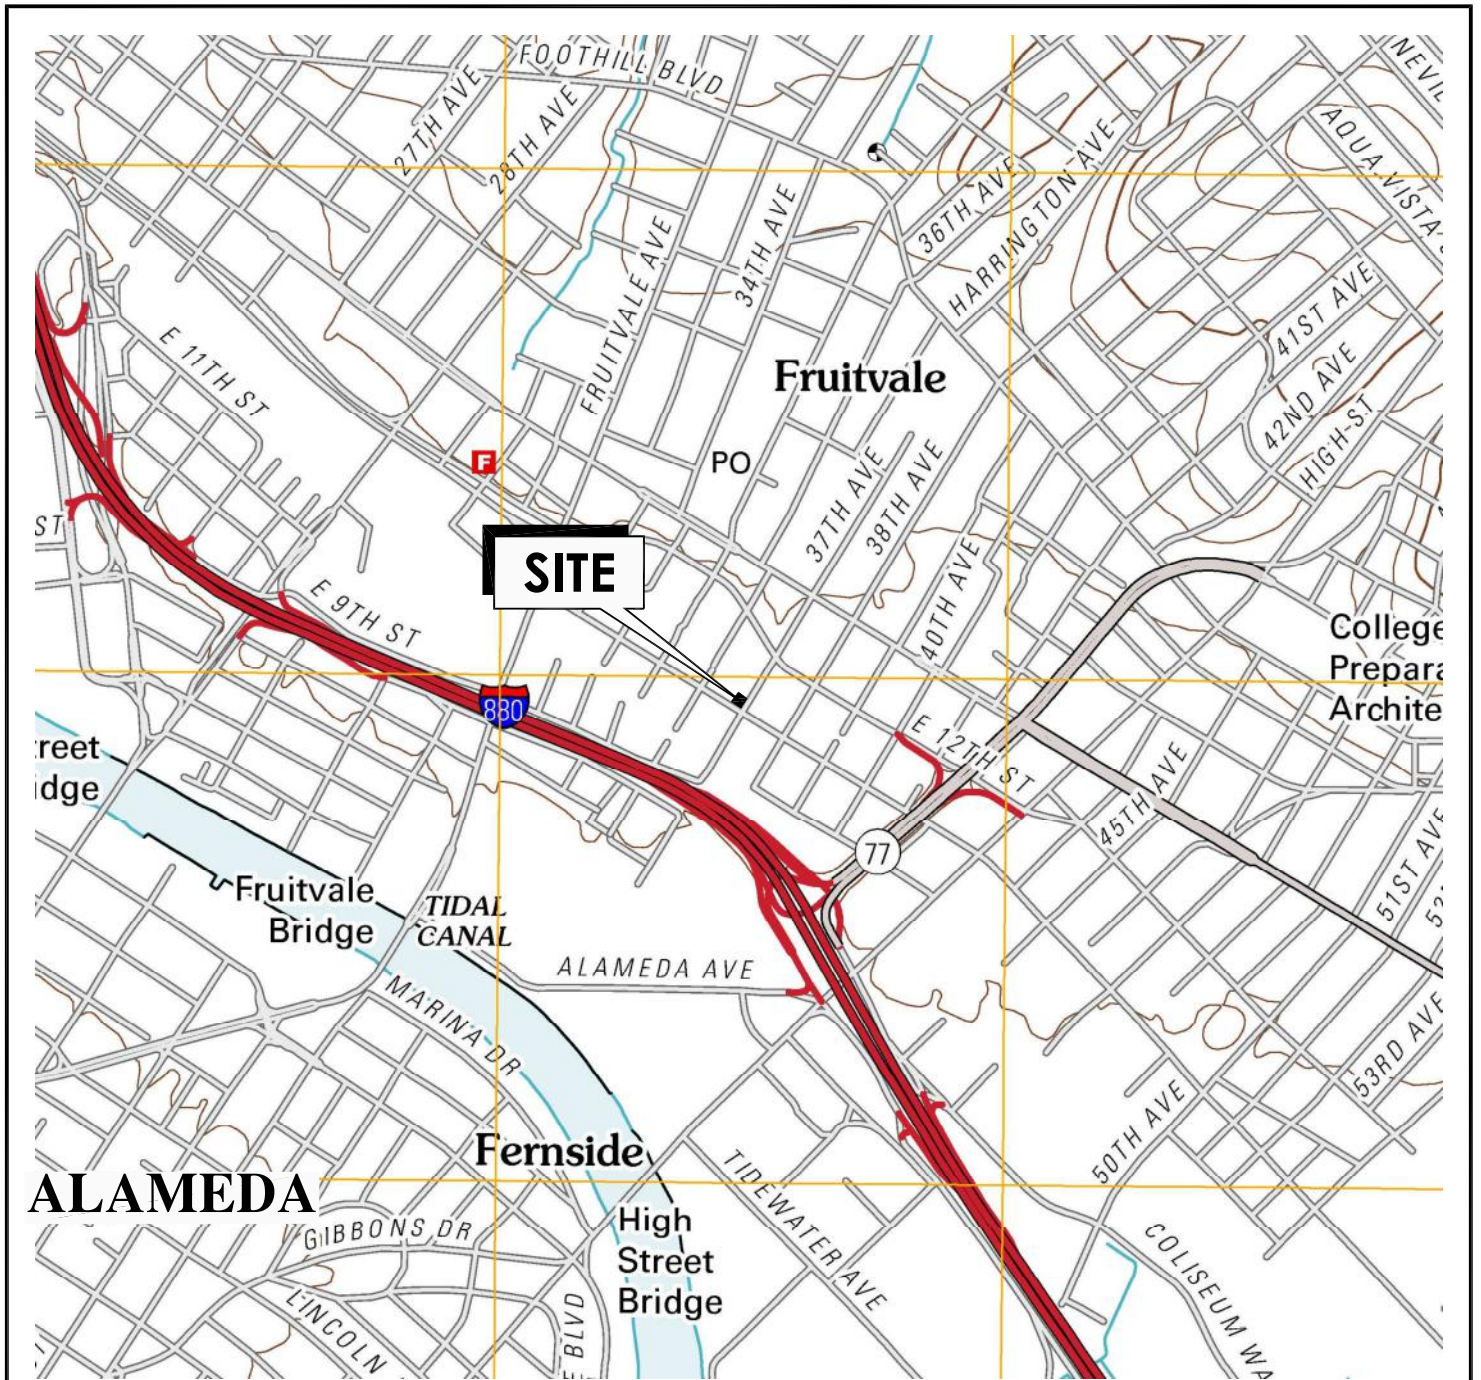 FOOTHILL BLVD
27TH AVE
28TH AVE
AQUA VISTA
36TH AVE
HARRINGTON AVE
34TH AVE
FRUITVALE AVE
41ST AVE
E 11TH ST
Fruitvale
42ND AVE
HIGH ST
F
PO
37TH AVE
38TH AVE
ST
SITE
40TH AVE
E 9TH ST
College
Prepara
Archite
880
E 12TH ST
reet
idge
45TH AVE
77
51ST AVE
Fruitvale
Bridge
TIDAL
CANAL
ALAMEDA AVE
MARINA DR
53RD AVE
50TH AVE
Fernside
TIDEWATER AVE
ALAMEDA
GIBBONS DR
High
Street
Bridge
COLISEUM WA
LINCOLN
E BLVD